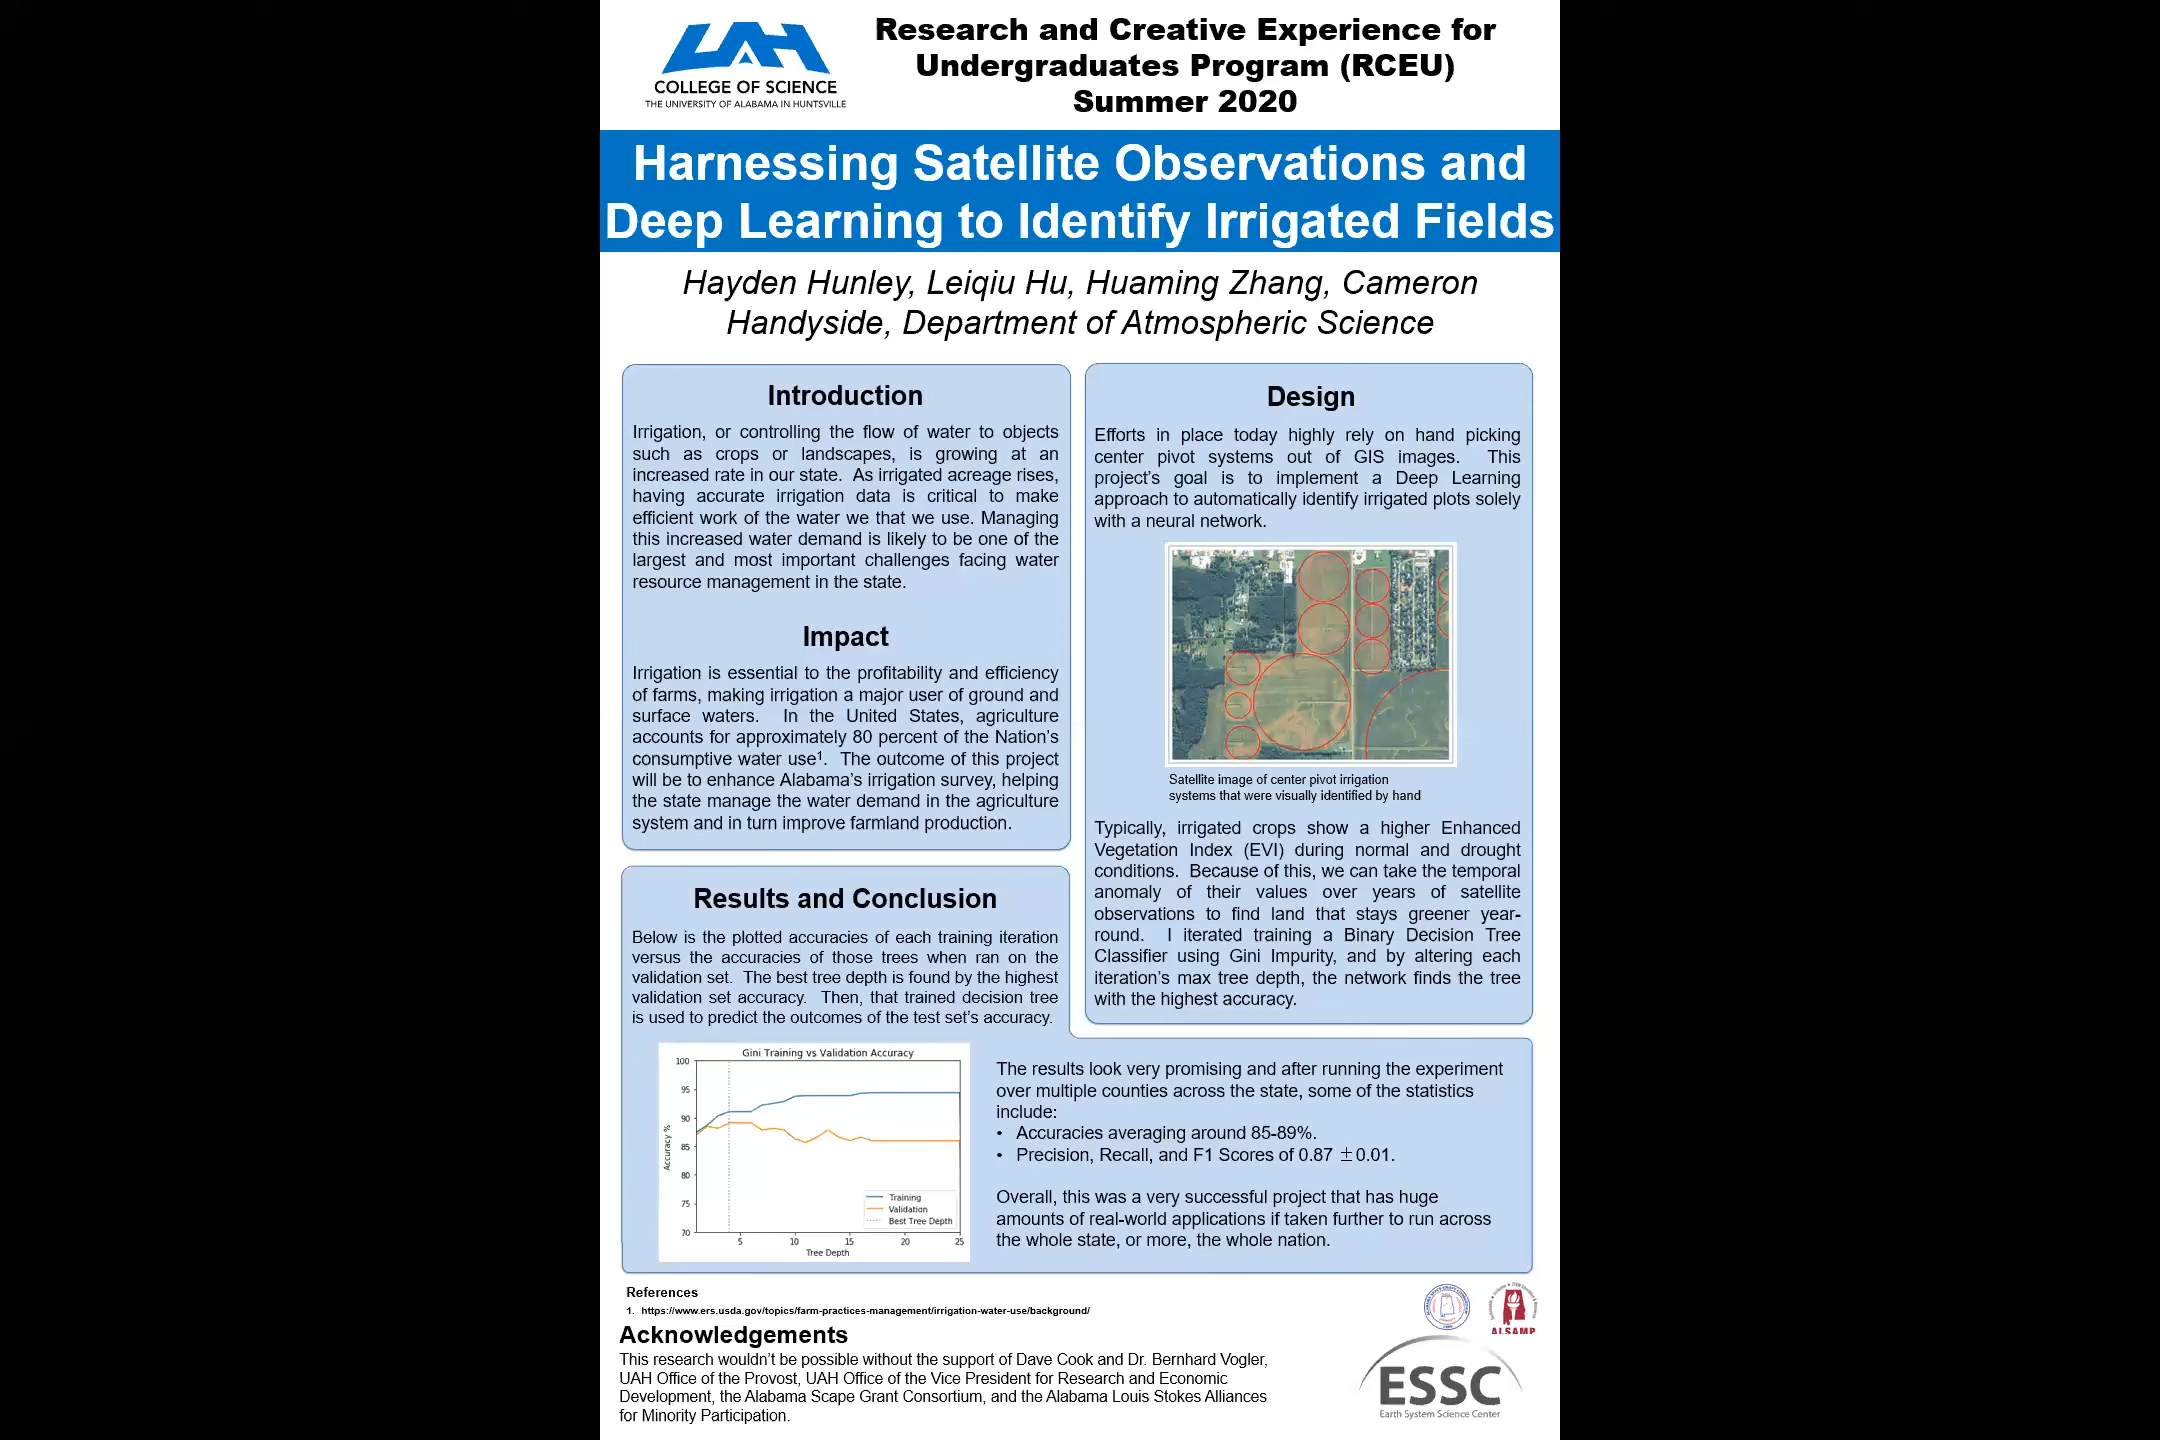 UAH
COLLEGE OF SCIENCE
THE UNIVERSITY OF ALABAMA IN HUNTSVILLE
Research and Creative Experience for
Undergraduates Program (RCEU)
Summer 2020
Harnessing Satellite Observations and
Deep Learning to Identify Irrigated Fields
Hayden Hunley, Leiqiu Hu, Huaming Zhang, Cameron
Handyside, Department of Atmospheric Science
Introduction
Irrigation, or controlling the flow of water to objects
such as crops or landscapes, is growing at an
increased rate in our state. As irrigated acreage rises,
having accurate irrigation data is critical to make
efficient work of the water we that we use. Managing
this increased water demand is likely to be one of the
largest and most important challenges facing water
resource management in the state.
Impact
Irrigation is essential to the profitability and efficiency
of farms, making irrigation a major user of ground and
surface waters. In the United States, agriculture
accounts for approximately 80 percent of the Nation's
consumptive water use¹. The outcome of this project
will be to enhance Alabama's irrigation survey, helping
the state manage the water demand in the agriculture
system and in turn improve farmland production.
Design
Efforts in place today highly rely on hand picking
center pivot systems out of GIS images. This
project's goal is to implement a Deep Learning
approach to automatically identify irrigated plots solely
with a neural network.
Satellite image of center pivot irrigation
systems that were visually identified by hand
Typically, irrigated crops show a higher Enhanced
Vegetation Index (EVI) during normal and drought
conditions. Because of this, we can take the temporal
anomaly of their values over years of satellite
observations to find land that stays greener year-
round. I iterated training a Binary Decision Tree
Classifier using Gini Impurity, and by altering each
iteration's max tree depth, the network finds the tree
with the highest accuracy.
Results and Conclusion
Below is the plotted accuracies of each training iteration
versus the accuracies of those trees when ran on the
validation set. The best tree depth is found by the highest
validation set accuracy. Then, that trained decision tree
is used to predict the outcomes of the test set's accuracy.
Gini Training vs Validation Accuracy
100
95
90
85
80
75
70
Accuracy %
5 10 15 20 25
Tree Depth
Training
Validation
Best Tree Depth
The results look very promising and after running the experiment
over multiple counties across the state, some of the statistics
include:
• Accuracies averaging around 85-89%.
• Precision, Recall, and F1 Scores of 0.87 ±0.01.
Overall, this was a very successful project that has huge
amounts of real-world applications if taken further to run across
the whole state, or more, the whole nation.
References
1. https://www.ers.usda.gov/topics/farm-practices-management/irrigation-water-use/background/
Acknowledgements
This research wouldn't be possible without the support of Dave Cook and Dr. Bernhard Vogler,
UAH Office of the Provost, UAH Office of the Vice President for Research and Economic
Development, the Alabama Scape Grant Consortium, and the Alabama Louis Stokes Alliances
for Minority Participation.
ALSAMP
ESSC
Earth System Science Center